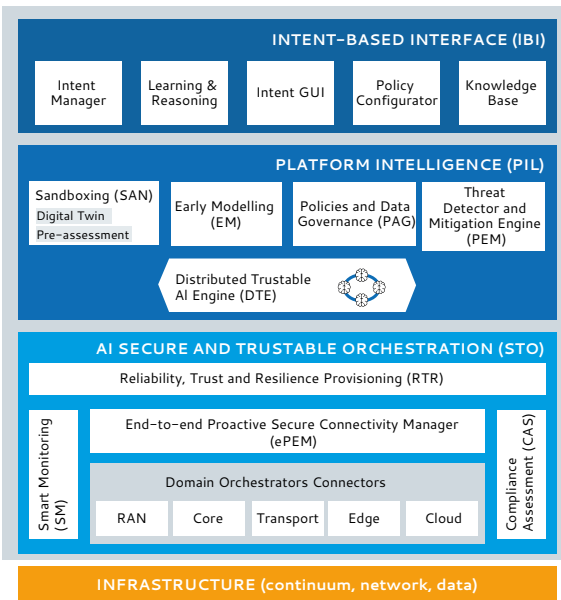 INTENT-BASED INTERFACE (IBI)
Intent
Manager
Learning &
Reasoning
Intent GUI
Policy
Configurator
Knowledge
Base
PLATFORM INTELLIGENCE (PIL)
Sandboxing (SAN)
Digital Twin
Pre-assessment
Early Modelling
(EM)
Policies and Data
Governance (PAG)
Threat
Detector and
Mitigation Engine
(PEM)
Distributed Trustable
AI Engine (DTE)
AI SECURE AND TRUSTABLE ORCHESTRATION (STO)
Reliability, Trust and Resilience Provisioning (RTR)
Smart Monitoring
(SM)
End-to-end Proactive Secure Connectivity Manager
(ePEM)
Domain Orchestrators Connectors
RAN
Core
Transport
Edge
Cloud
Compliance
Assessment (CAS)
INFRASTRUCTURE (continuum, network, data)